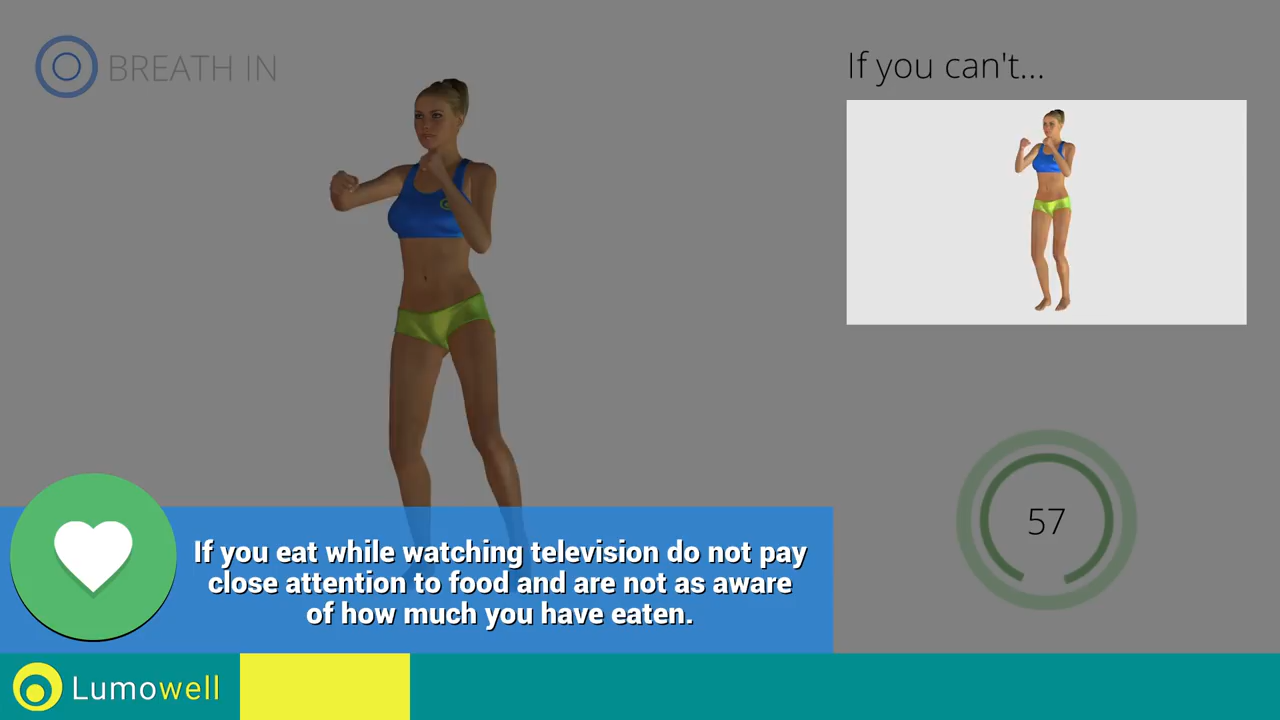 BREATH IN
If you can't...
57
If you eat while watching television do not pay
close attention to food and are not as aware
of how much you have eaten.
Lumowell